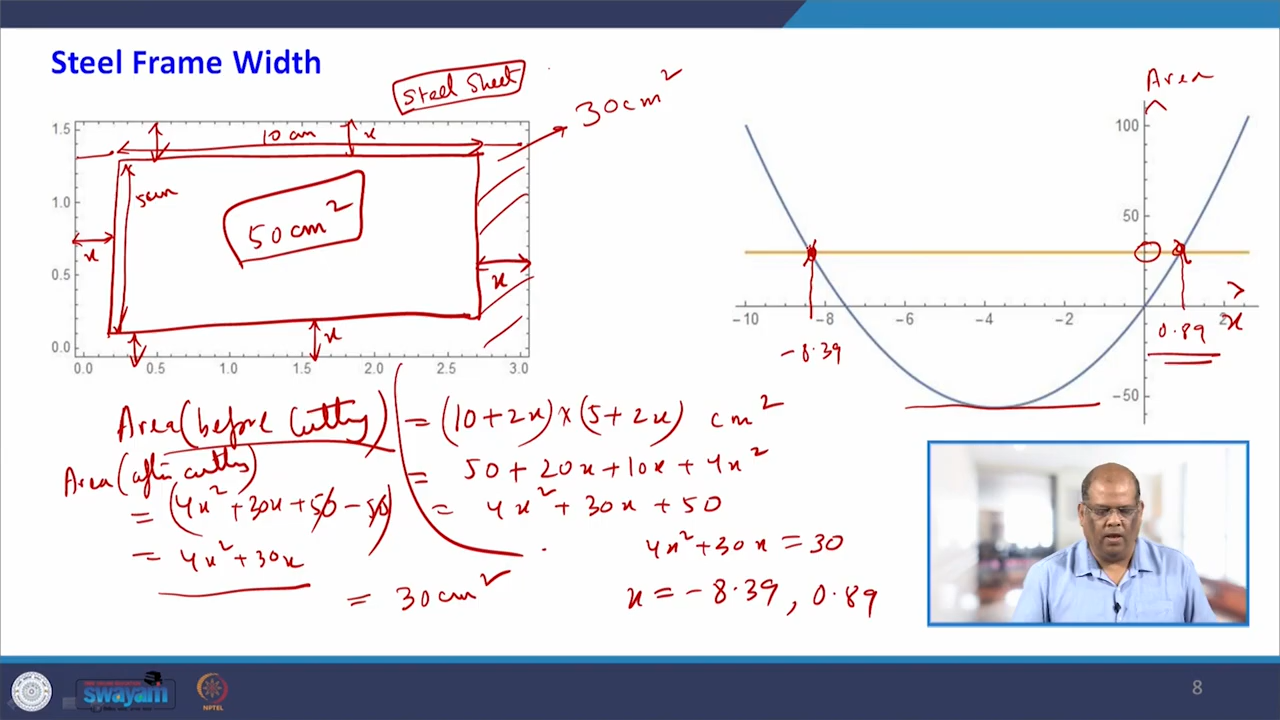 Steel Frame Width
Steel Sheet
30 cm²
1.5
1.0
0.5
0.0
0.0 0.5 1.0 1.5 2.0 2.5 3.0
10 cm
x
5cm
50 cm²
x
x
x
Area
100
50
−50
−10 −8 −6 −4 −2 2
x
−8.39
0.89
Area (before Cutting) = (10+2x)×(5+2x) cm²
= 50+20x+10x+4x²
= 4x²+30x+50
Area (after cutting)
= (4x²+30x+50−50)
= 4x²+30x
= 30cm²
4x²+30x = 30
x = −8.39, 0.89
swayam
NPTEL
8